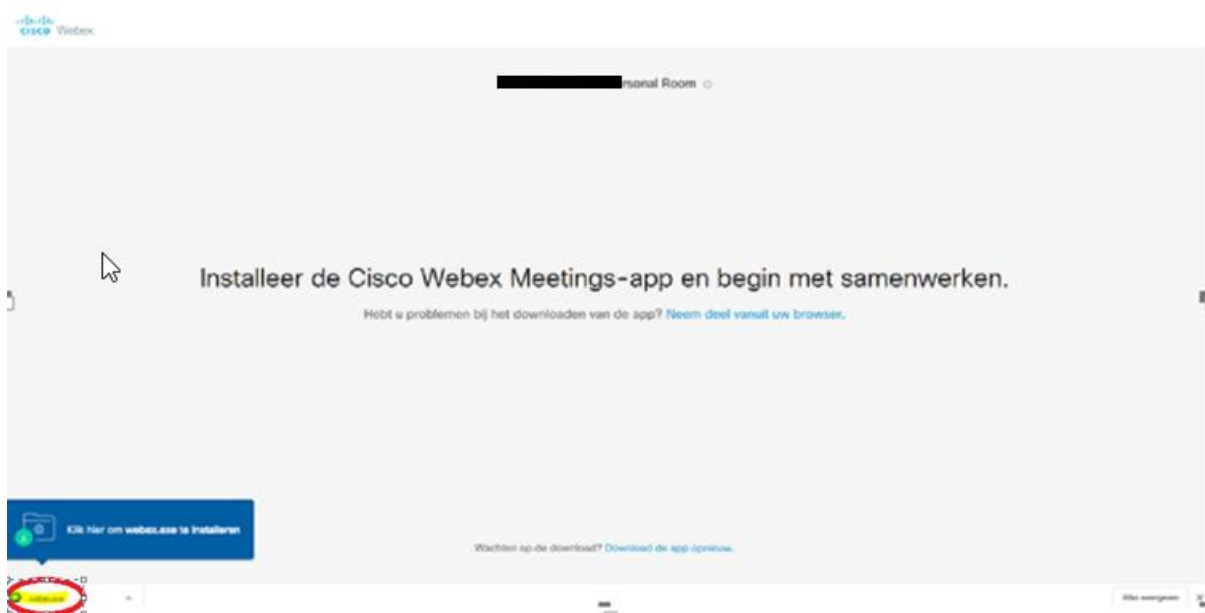 CISCO Webex
rsonal Room
Installeer de Cisco Webex Meetings-app en begin met samenwerken.
Hebt u problemen bij het downloaden van de app? Neem deel vanuit uw browser.
Klik hier om webex.exe te installeren
Wachten op de download? Download de app opnieuw.
webex.exe
Alles weergeven